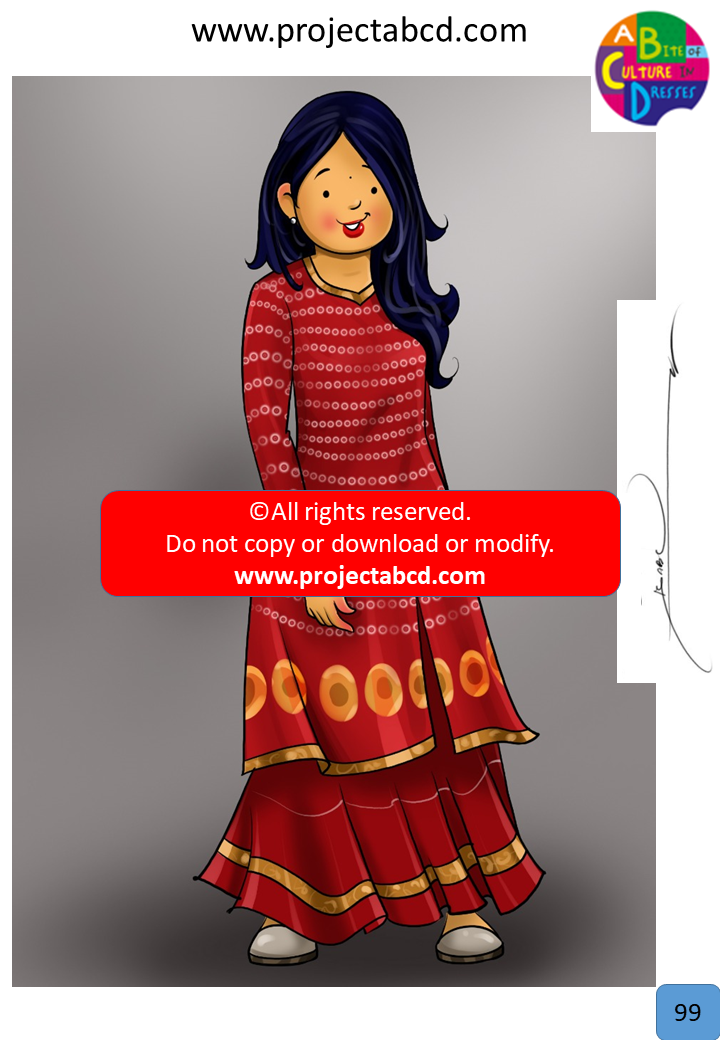 www.projectabcd.com
A BITE OF
CULTURE IN
DRESSES
©All rights reserved.
Do not copy or download or modify.
www.projectabcd.com
99